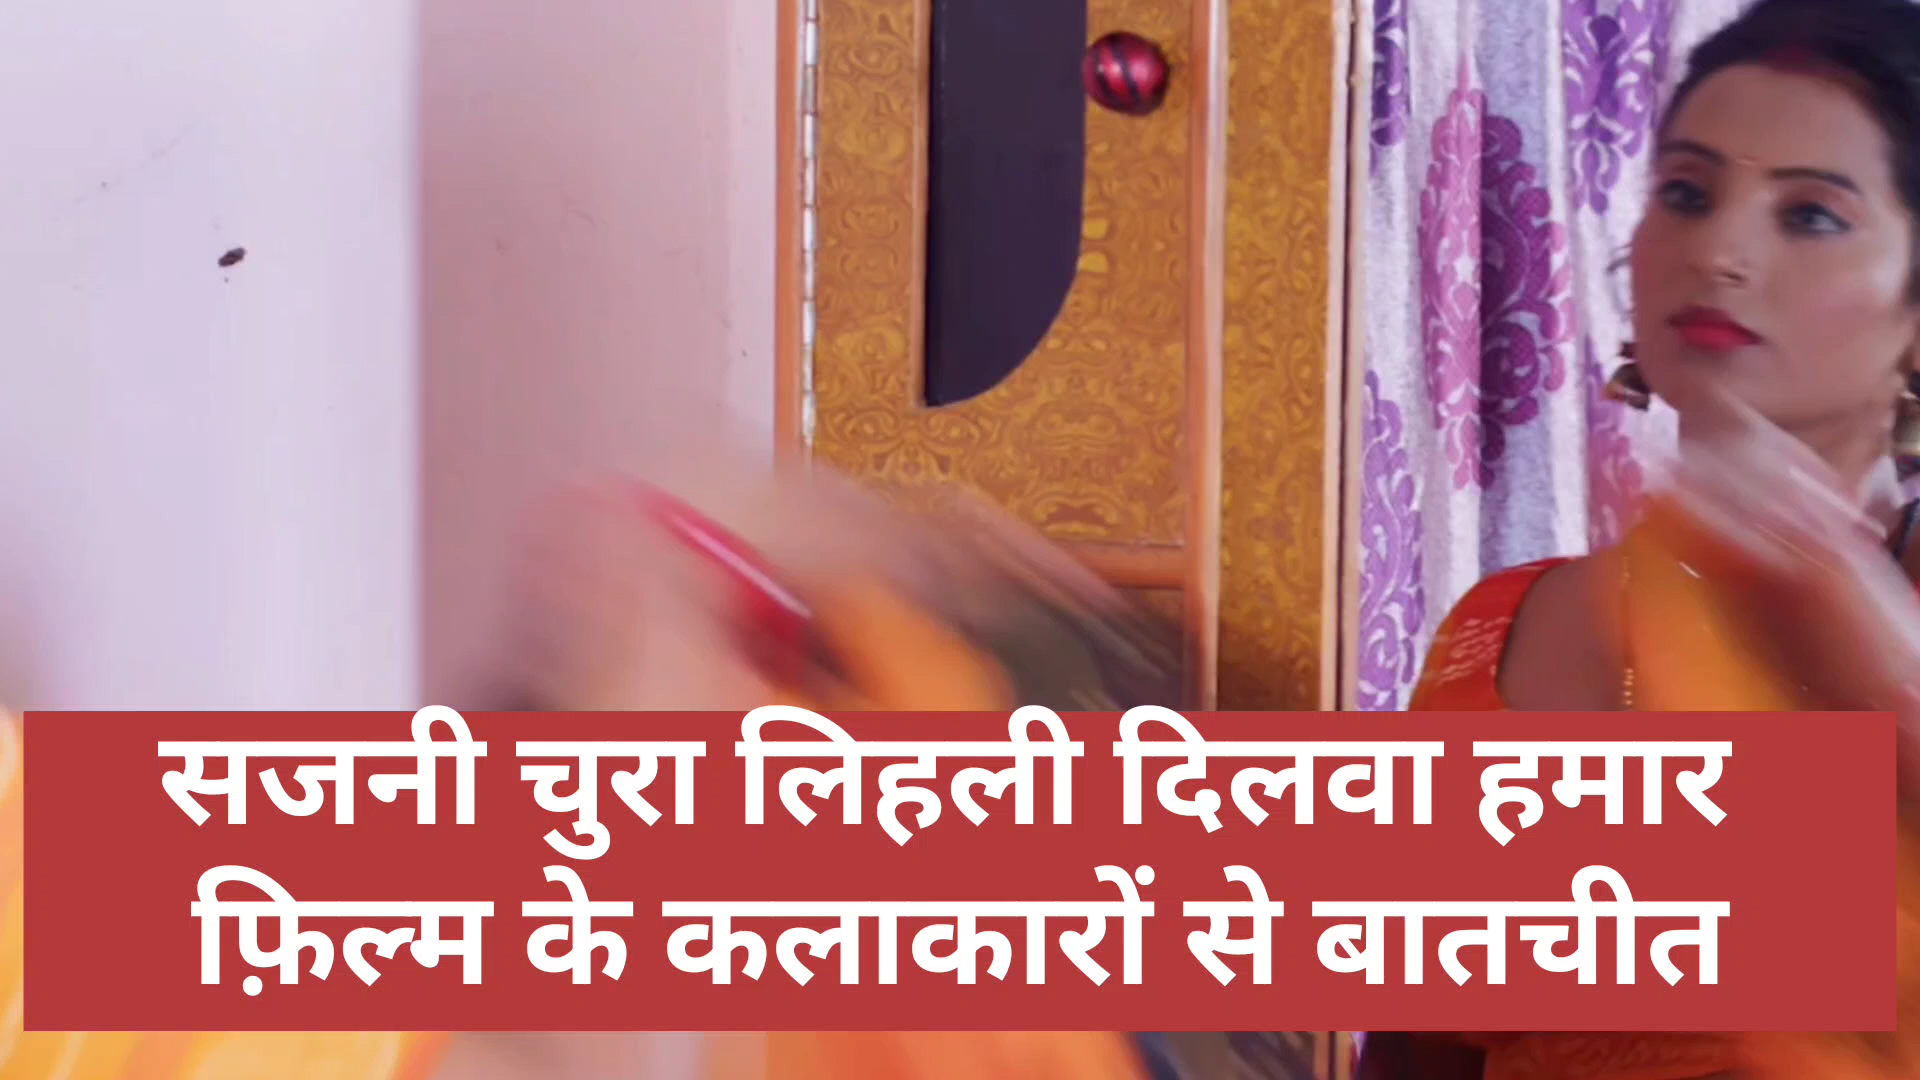 सजनी चुरा लिहली दिलवा हमार
फ़िल्म के कलाकारों से बातचीत